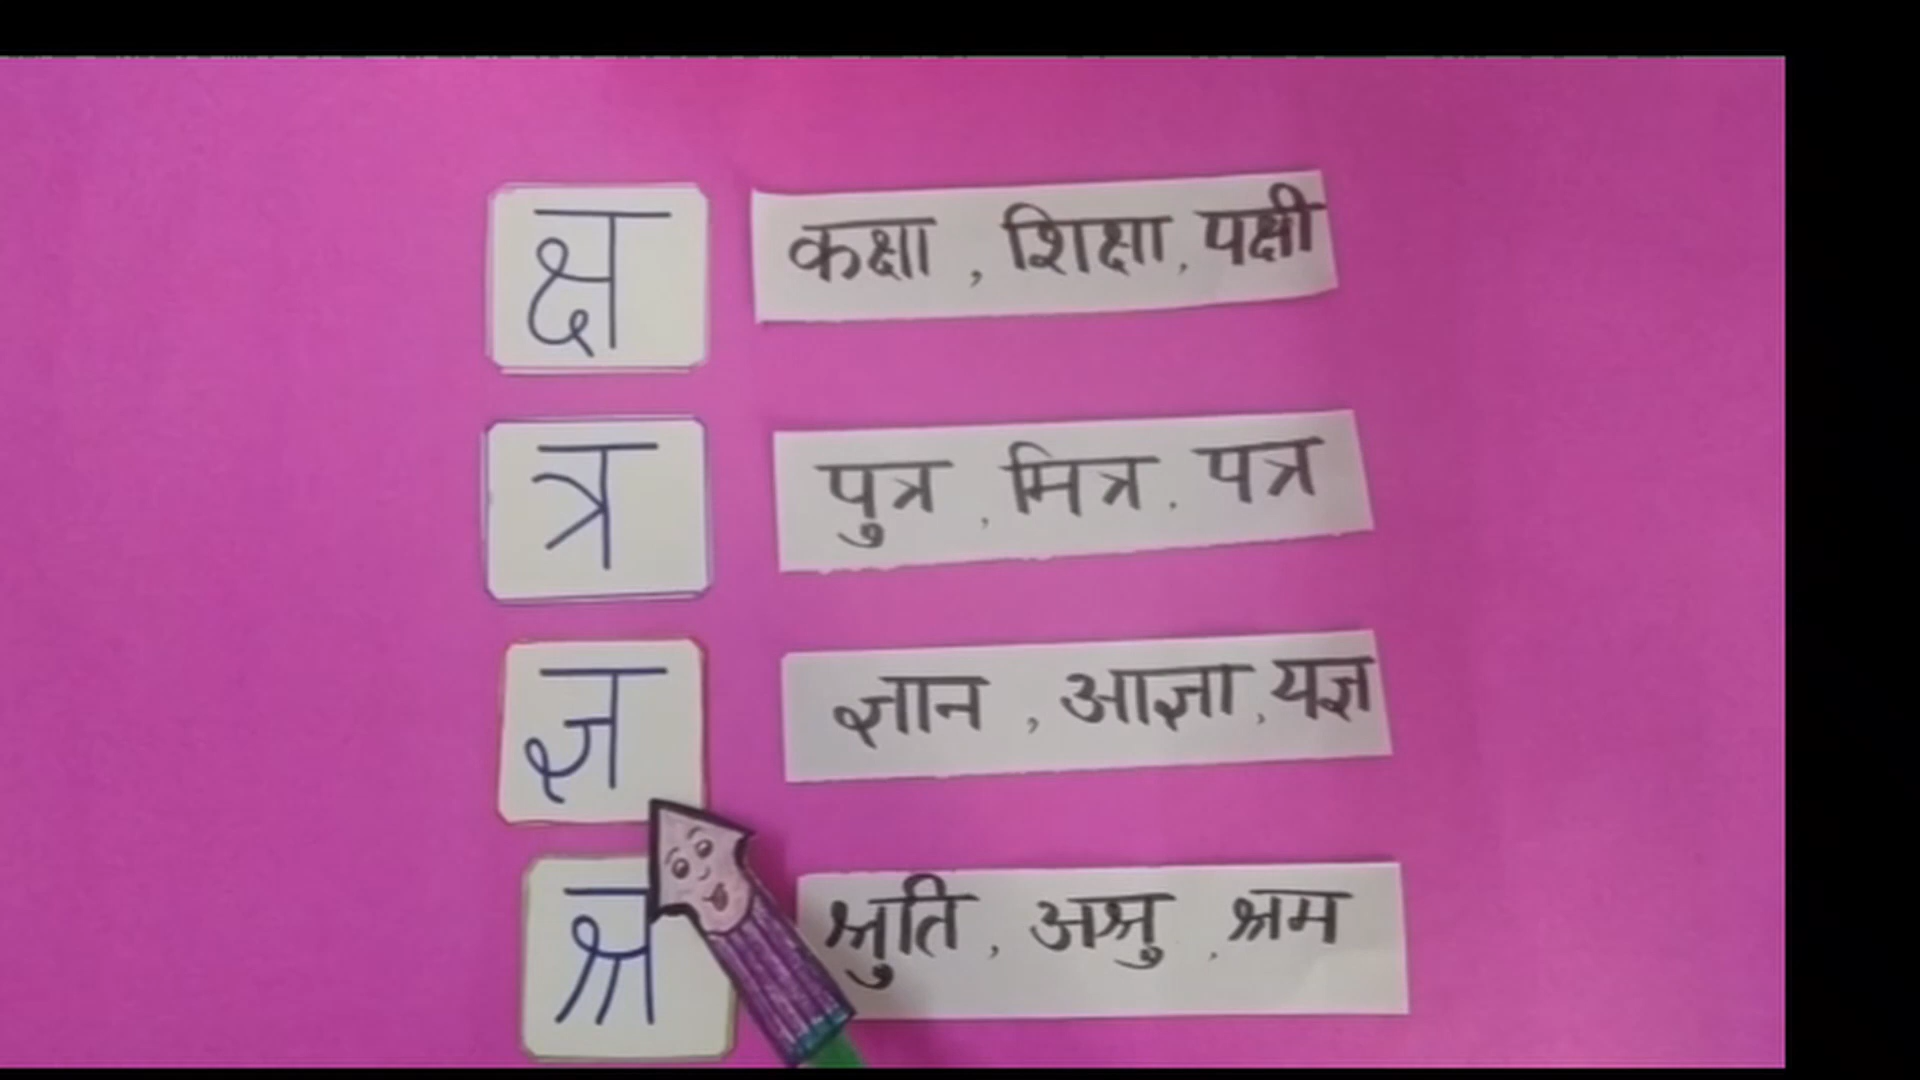 क्ष कक्षा , शिक्षा, पक्षी
त्र पुत्र , मित्र, पत्र
ज्ञ ज्ञान , आज्ञा, यज्ञ
श्र श्रुति , अश्रु , श्रम